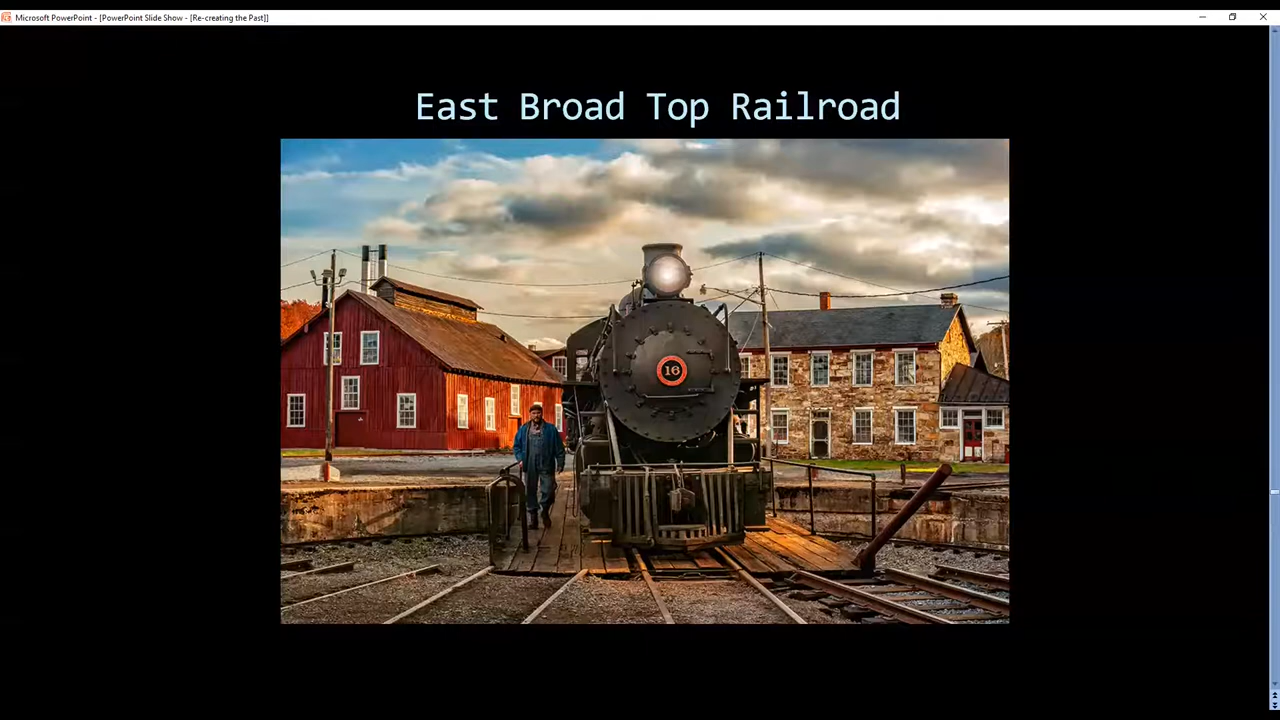 Microsoft PowerPoint - [PowerPoint Slide Show - [Re-creating the Past]]
East Broad Top Railroad
16